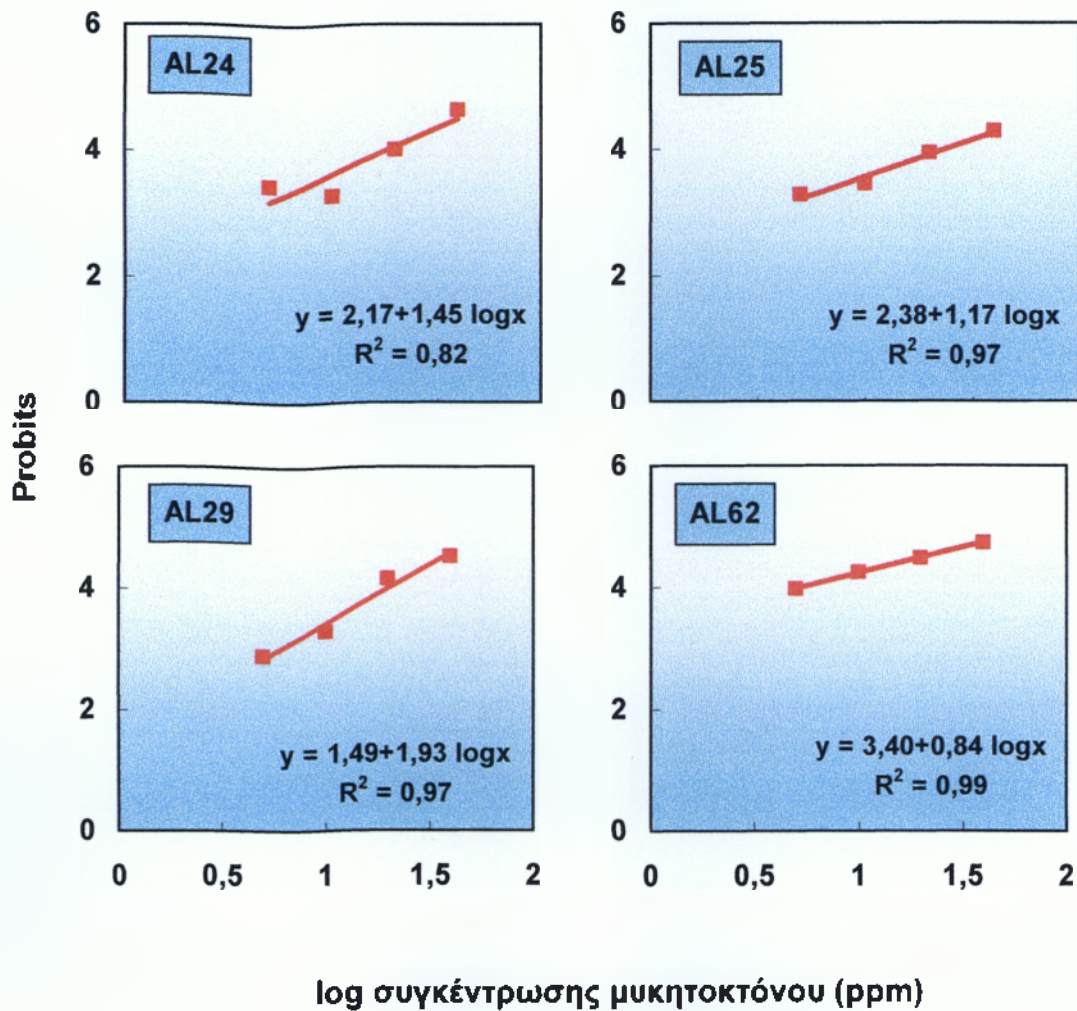 Probits
6
4
2
0
AL24
y = 2,17+1,45 logx
R² = 0,82
6
4
2
0
AL25
y = 2,38+1,17 logx
R² = 0,97
6
4
2
0
AL29
y = 1,49+1,93 logx
R² = 0,97
0 0,5 1 1,5 2
6
4
2
0
AL62
y = 3,40+0,84 logx
R² = 0,99
0 0,5 1 1,5 2
log συγκέντρωσης μυκητοκτόνου (ppm)